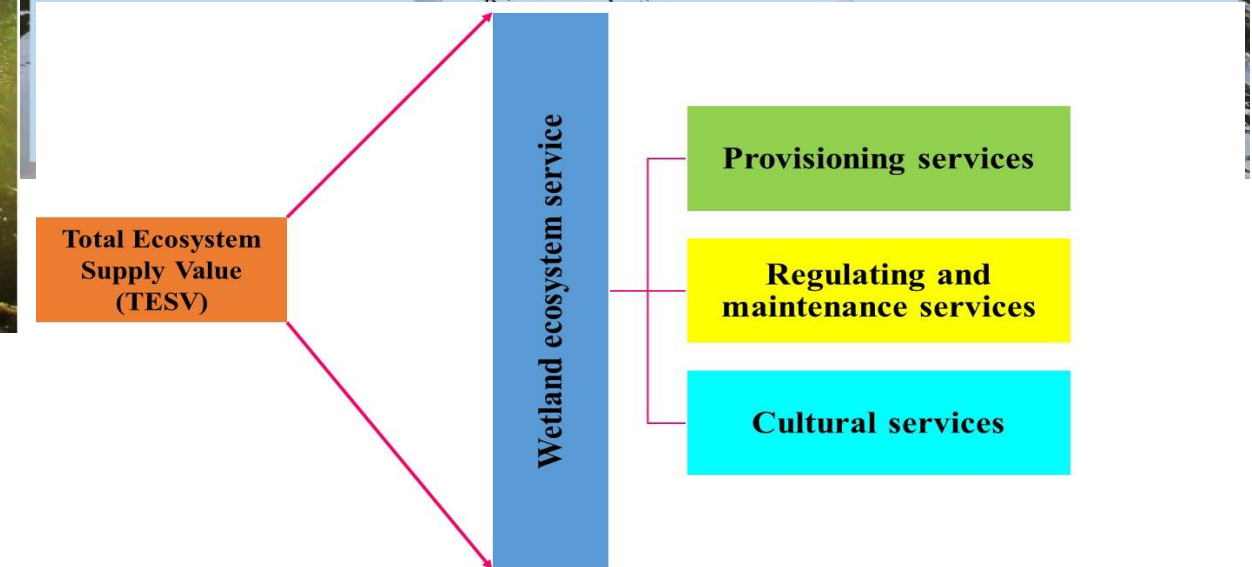 Total Ecosystem
Supply Value
(TESV)
Wetland ecosystem service
Provisioning services
Regulating and
maintenance services
Cultural services